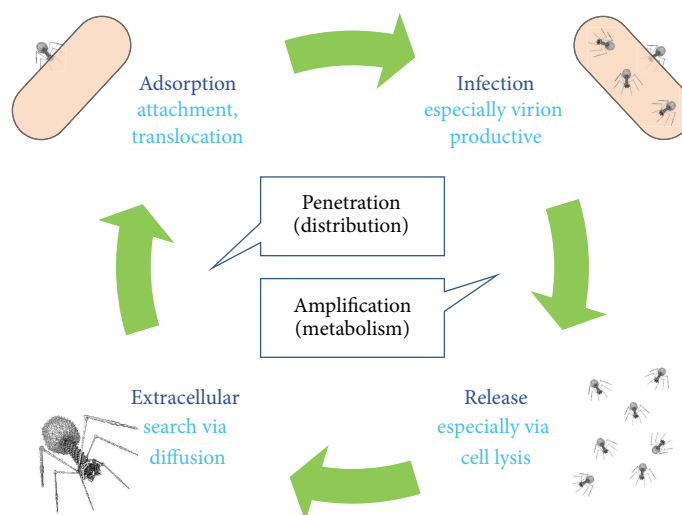 Adsorption
attachment,
translocation
Infection
especially virion
productive
Penetration
(distribution)
Amplification
(metabolism)
Extracellular
search via
diffusion
Release
especially via
cell lysis